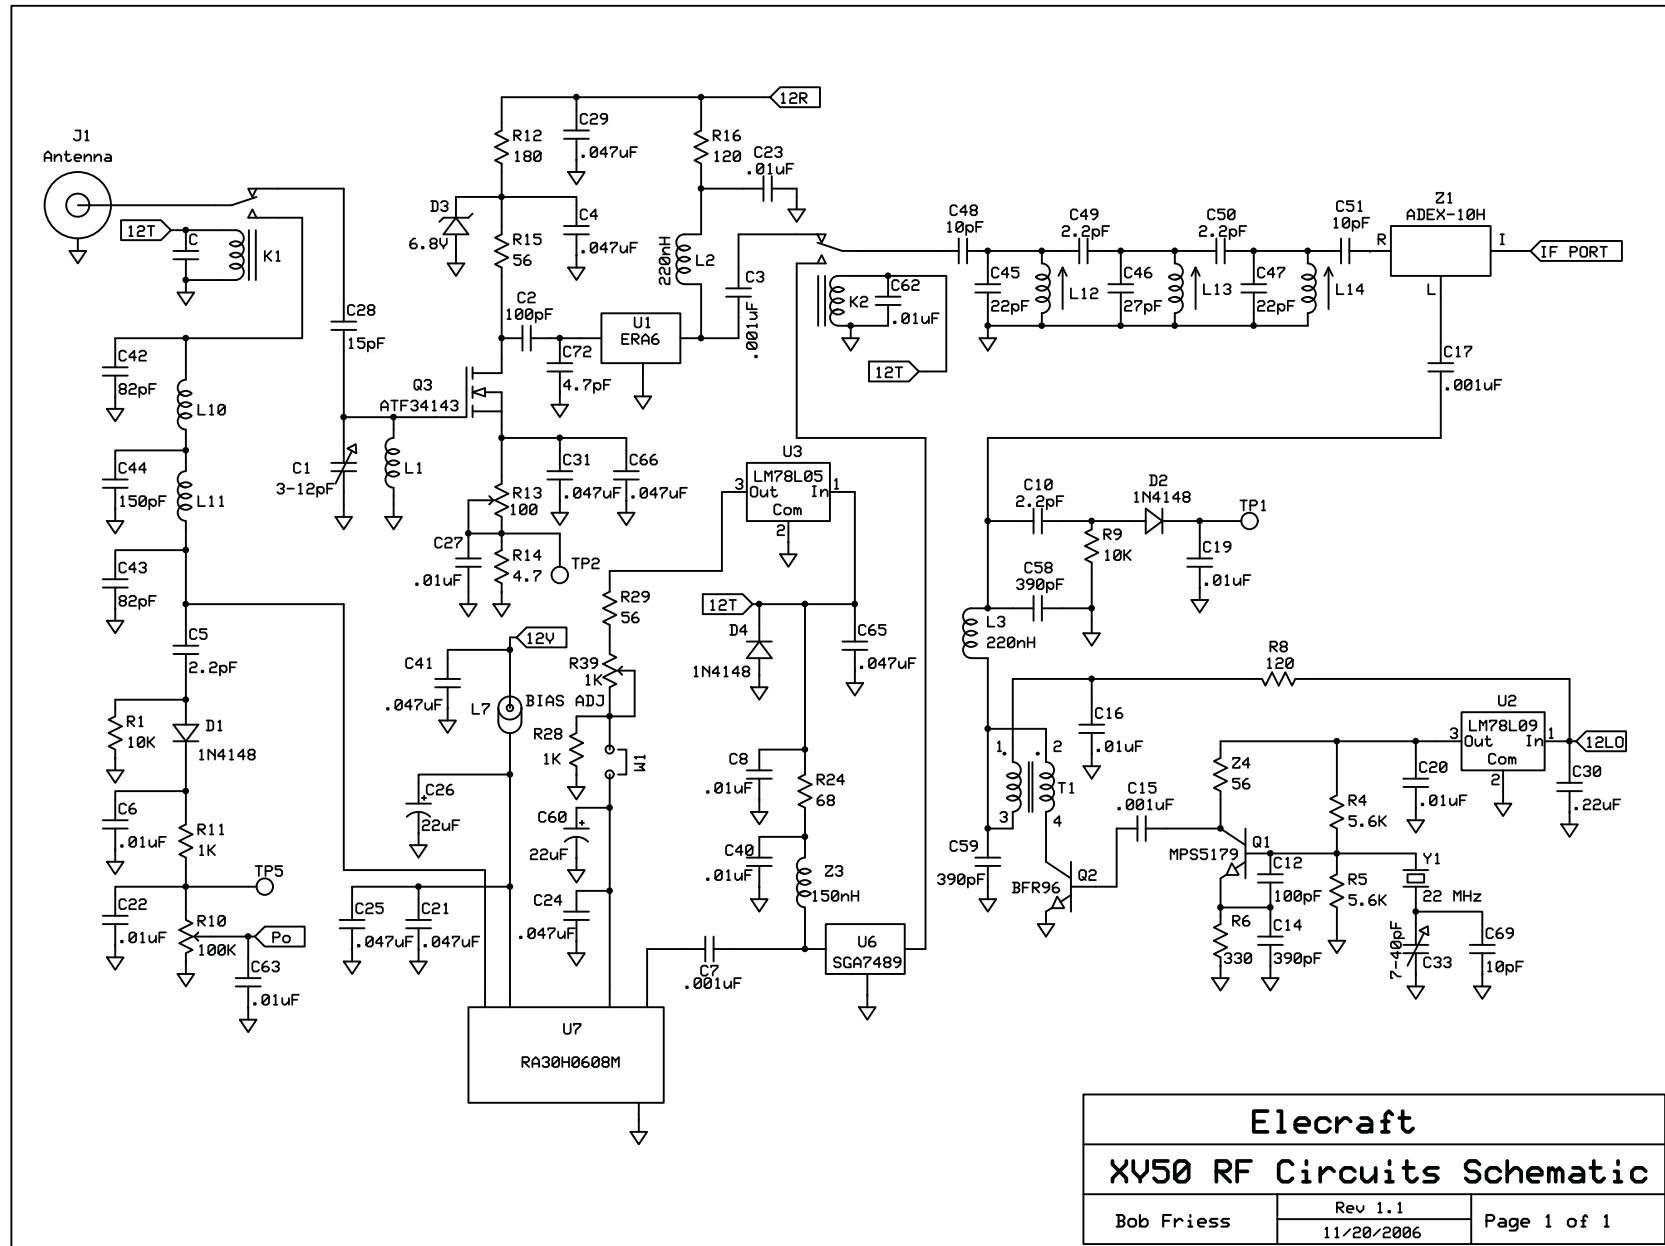 J1
Antenna
12T
C
K1
C28
15pF
C42
82pF
L10
C44
150pF
L11
C43
82pF
C5
2.2pF
R1
10K
D1
1N4148
C6
.01uF
R11
1K
TP5
C22
.01uF
R10
100K
Po
C63
.01uF
C1
3-12pF
L1
Q3
ATF34143
12R
R12
180
C29
.047uF
D3
6.8V
C4
.047uF
R15
56
R16
120
C23
.01uF
220nH
L2
C2
100pF
C72
4.7pF
U1
ERA6
C3
.001uF
K2
C62
.01uF
12T
C31
.047uF
C66
.047uF
R13
100
C27
.01uF
R14
4.7
TP2
U3
LM78L05
3
Out
In
1
Com
2
R29
56
12V
C41
.047uF
L7
BIAS ADJ
R39
1K
R28
1K
W1
C26
+
22uF
C60
+
22uF
C25
.047uF
C21
.047uF
C24
.047uF
12T
D4
1N4148
C65
.047uF
C8
.01uF
R24
68
C40
.01uF
Z3
150nH
C7
.001uF
U6
SGA7489
U7
RA30H0608M
C48
10pF
C49
2.2pF
C50
2.2pF
C51
10pF
C45
22pF
L12
C46
27pF
L13
C47
22pF
L14
Z1
ADEX-10H
R
I
L
IF PORT
C17
.001uF
C10
2.2pF
D2
1N4148
TP1
R9
10K
C19
.01uF
C58
390pF
L3
220nH
R8
120
C16
.01uF
1
2
3
4
T1
C15
.001uF
C59
390pF
BFR96
Q2
U2
LM78L09
3
Out
In
1
Com
2
12LO
Z4
56
R4
5.6K
C20
.01uF
C30
.22uF
MPS5179
Q1
C12
100pF
R5
5.6K
Y1
22 MHz
R6
330
C14
390pF
7-40pF
C33
C69
10pF
Elecraft
XV50 RF Circuits Schematic
Bob Friess
Rev 1.1
11/20/2006
Page 1 of 1